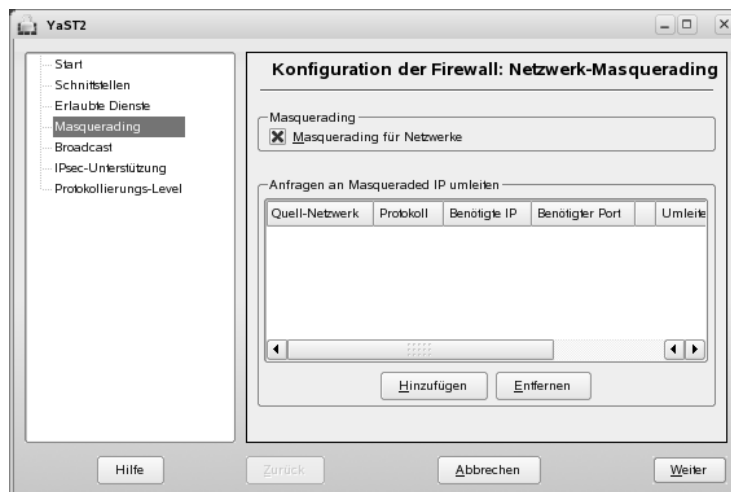 YaST2
Start
Schnittstellen
Erlaubte Dienste
Masquerading
Broadcast
IPsec-Unterstützung
Protokollierungs-Level
Konfiguration der Firewall: Netzwerk-Masquerading
Masquerading
Masquerading für Netzwerke
Anfragen an Masqueraded IP umleiten
Quell-Netzwerk Protokoll Benötigte IP Benötigter Port Umleite
Hinzufügen Entfernen
Hilfe Zurück Abbrechen Weiter